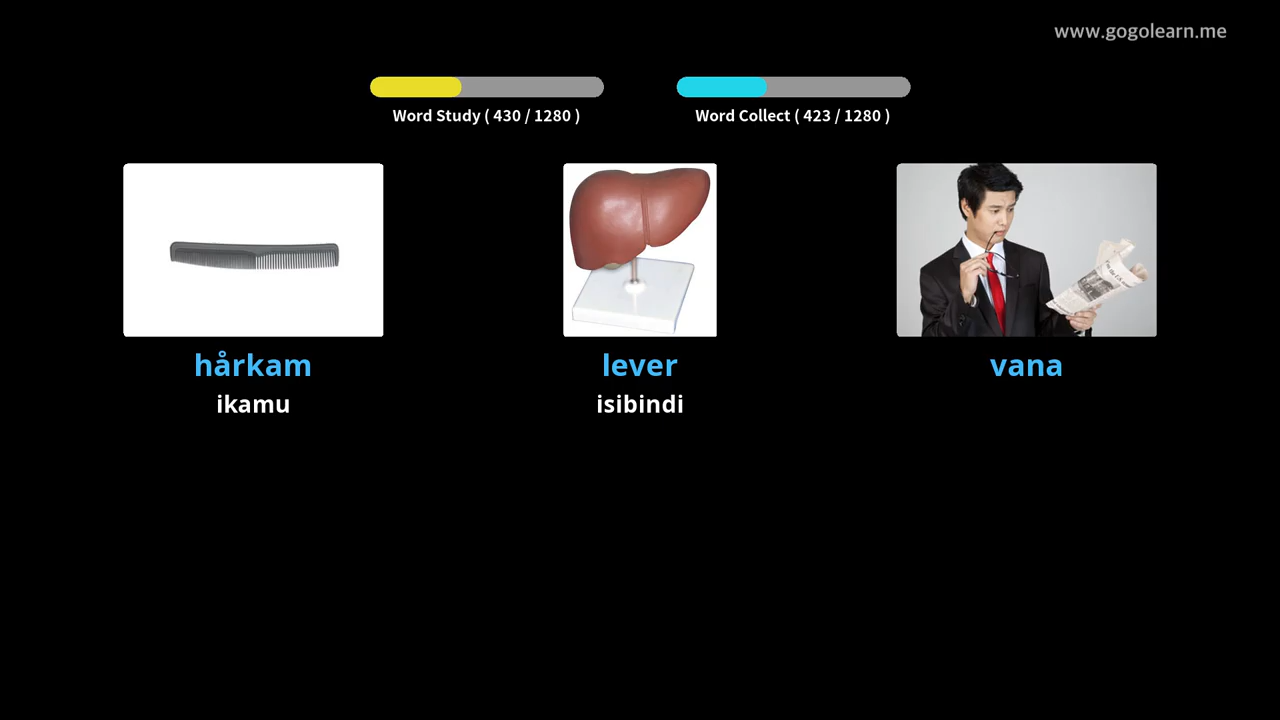 www.gogolearn.me
Word Study ( 430 / 1280 )
Word Collect ( 423 / 1280 )
hårkam
lever
vana
ikamu
isibindi